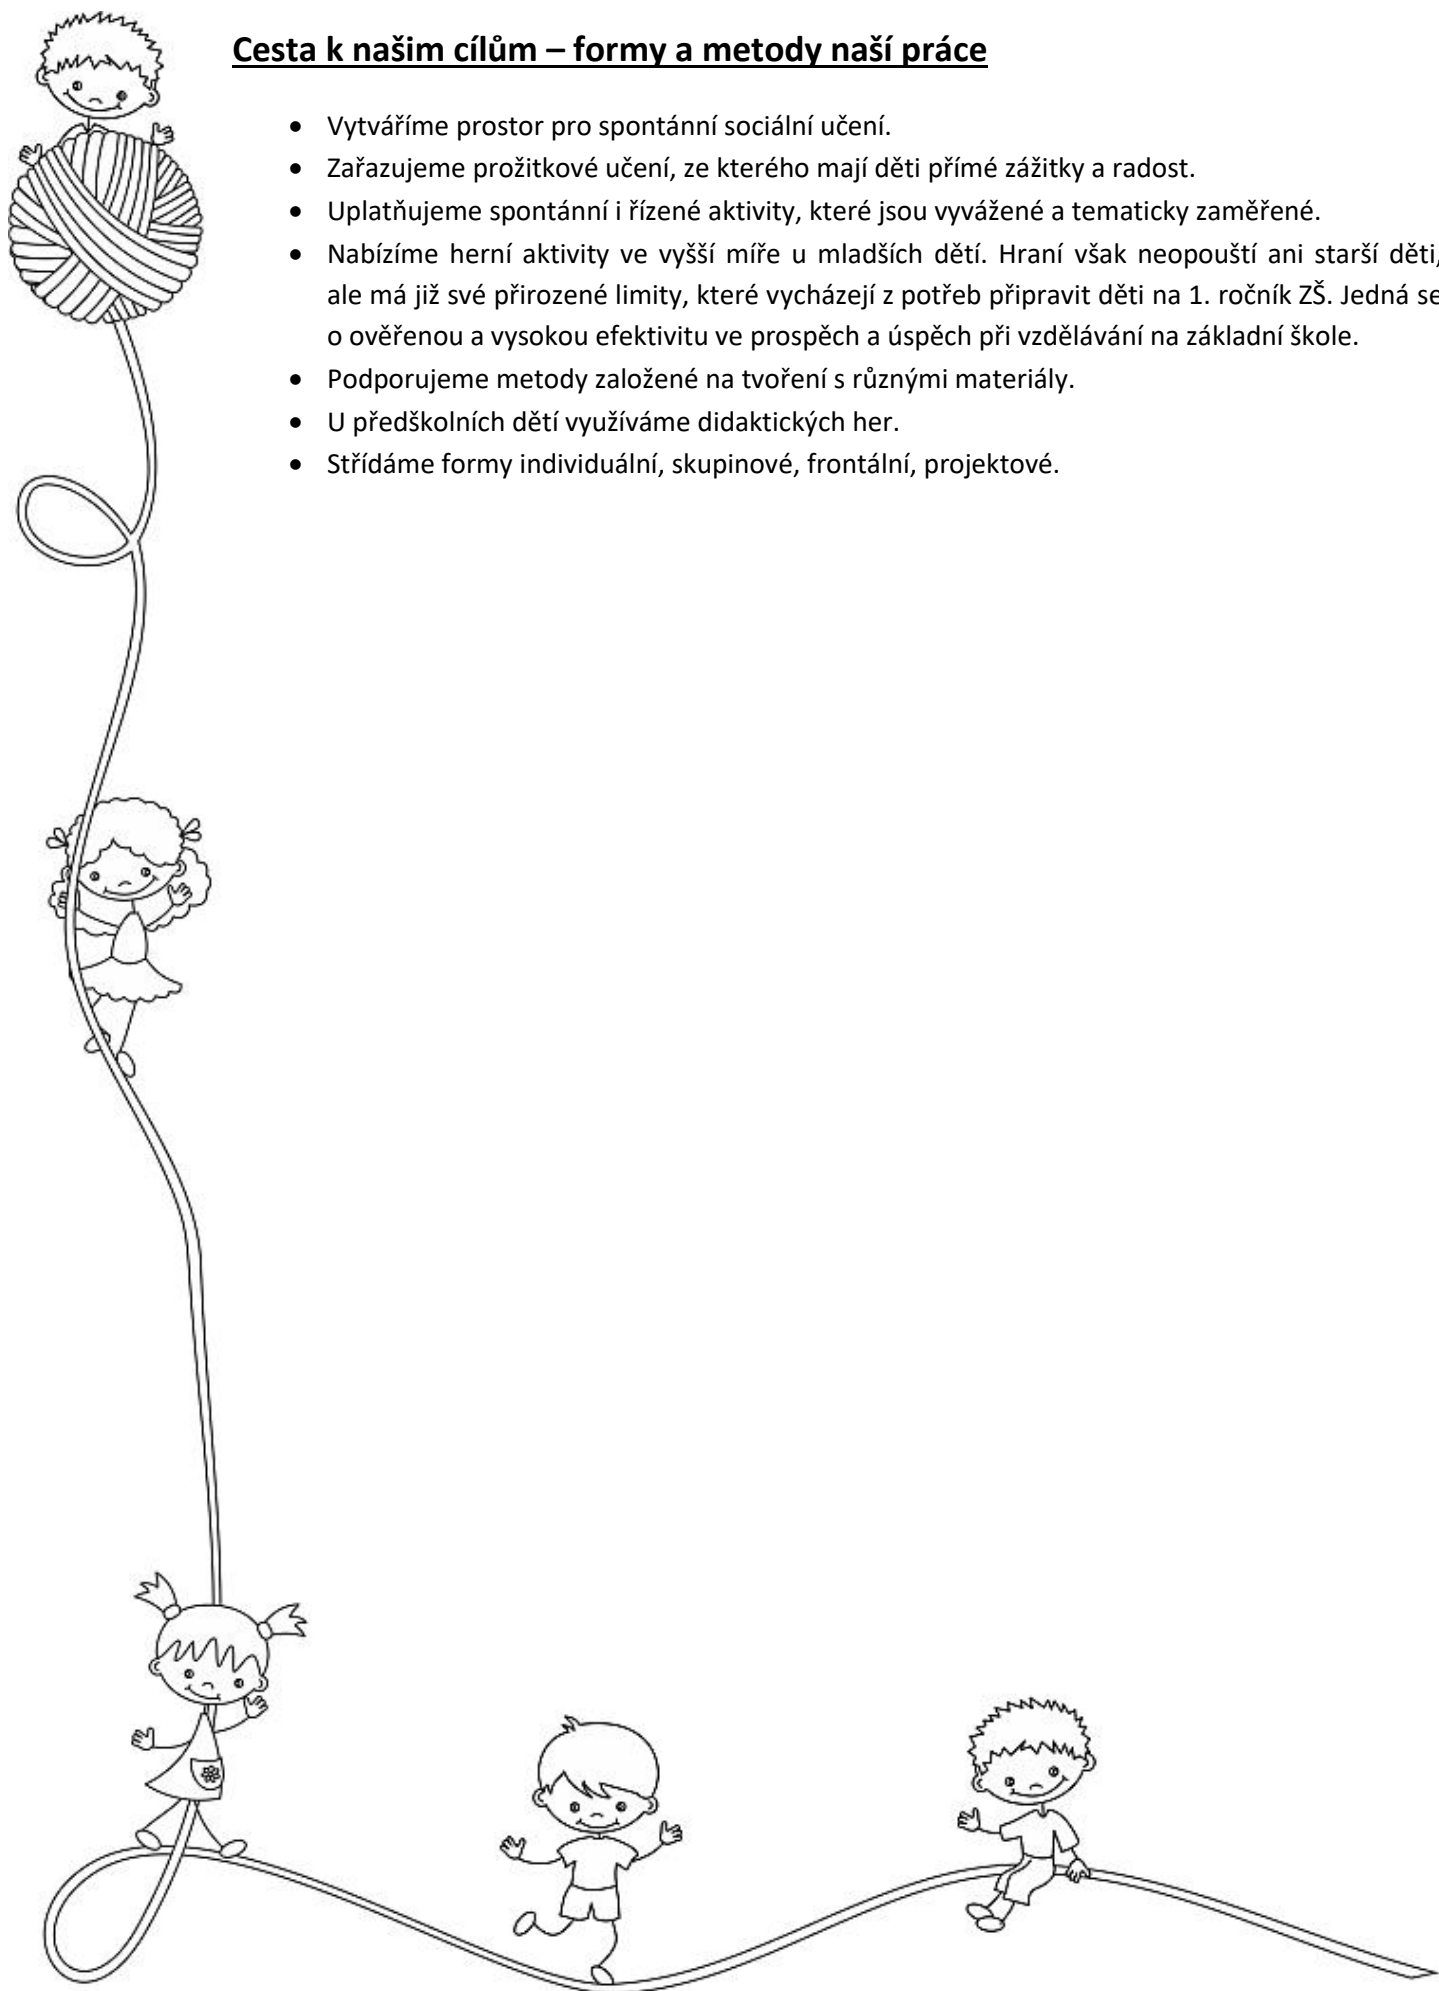 Cesta k našim cílům – formy a metody naší práce
• Vytváříme prostor pro spontánní sociální učení.
• Zařazujeme prožitkové učení, ze kterého mají děti přímé zážitky a radost.
• Uplatňujeme spontánní i řízené aktivity, které jsou vyvážené a tematicky zaměřené.
• Nabízíme herní aktivity ve vyšší míře u mladších dětí. Hraní však neopouští ani starší děti,
ale má již své přirozené limity, které vycházejí z potřeb připravit děti na 1. ročník ZŠ. Jedná se
o ověřenou a vysokou efektivitu ve prospěch a úspěch při vzdělávání na základní škole.
• Podporujeme metody založené na tvoření s různými materiály.
• U předškolních dětí využíváme didaktických her.
• Střídáme formy individuální, skupinové, frontální, projektové.